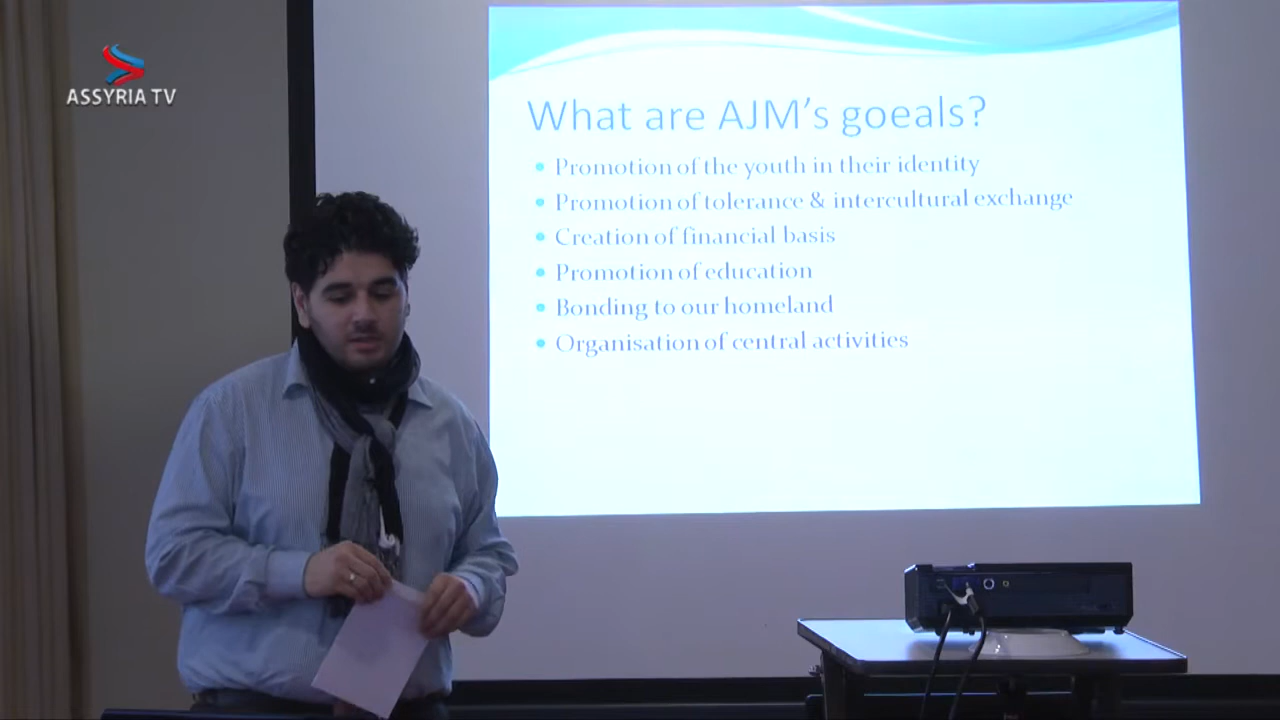 ASSYRIA TV
What are AJM's goeals?
Promotion of the youth in their identity
Promotion of tolerance & intercultural exchange
Creation of financial basis
Promotion of education
Bonding to our homeland
Organisation of central activities